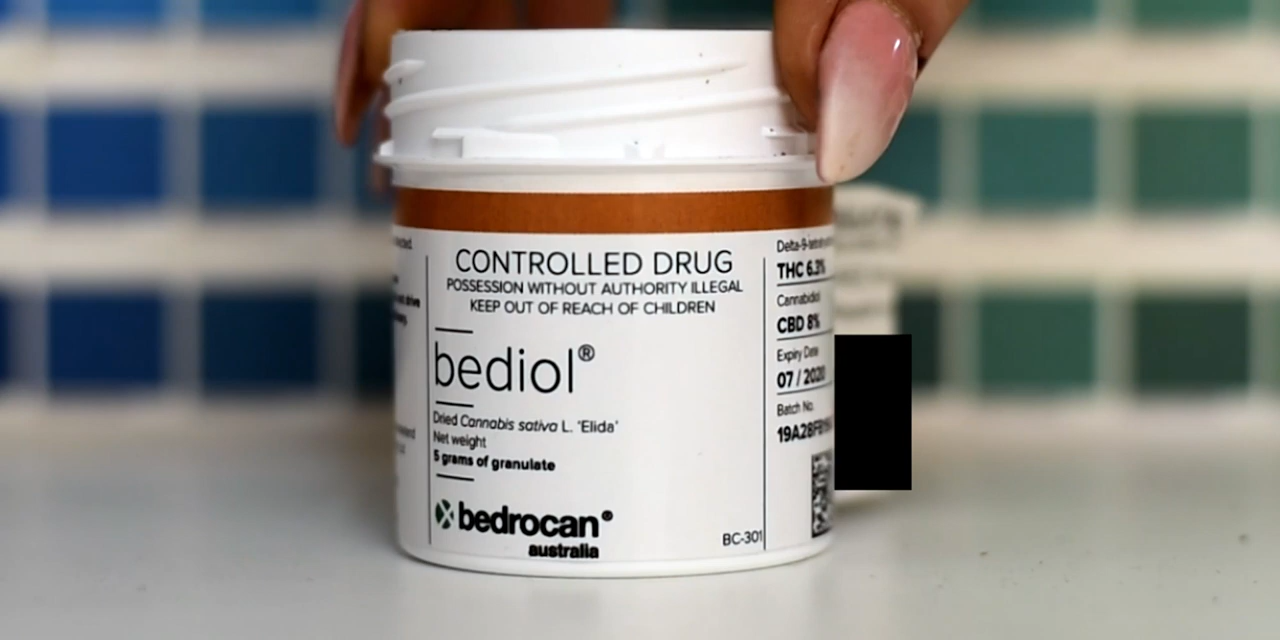 CONTROLLED DRUG
POSSESSION WITHOUT AUTHORITY ILLEGAL
KEEP OUT OF REACH OF CHILDREN
bediol®
Dried Cannabis sativa L. 'Elida'
Net weight
5 grams of granulate
bedrocan®
australia
BC-301
THC 6.3%
Cannabidiol
CBD 8%
Expiry Date
07 / 2020
Batch No.
drive